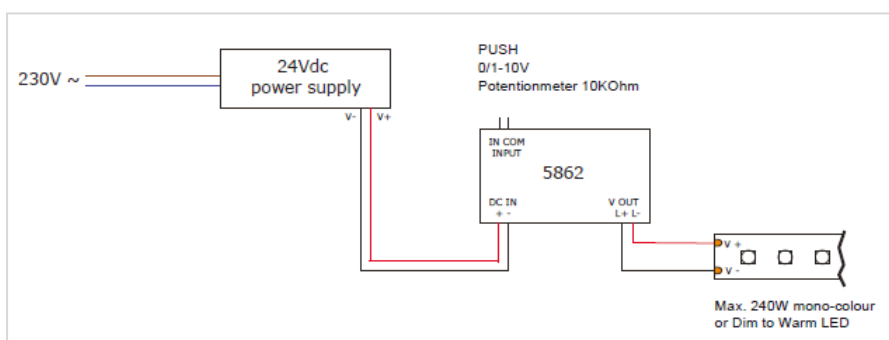 230V ~
24Vdc
power supply
V- V+
PUSH
0/1-10V
Potentionmeter 10KOhm
IN COM
INPUT
5862
DC IN
+ -
V OUT
L+ L-
V +
V -
Max. 240W mono-colour
or Dim to Warm LED